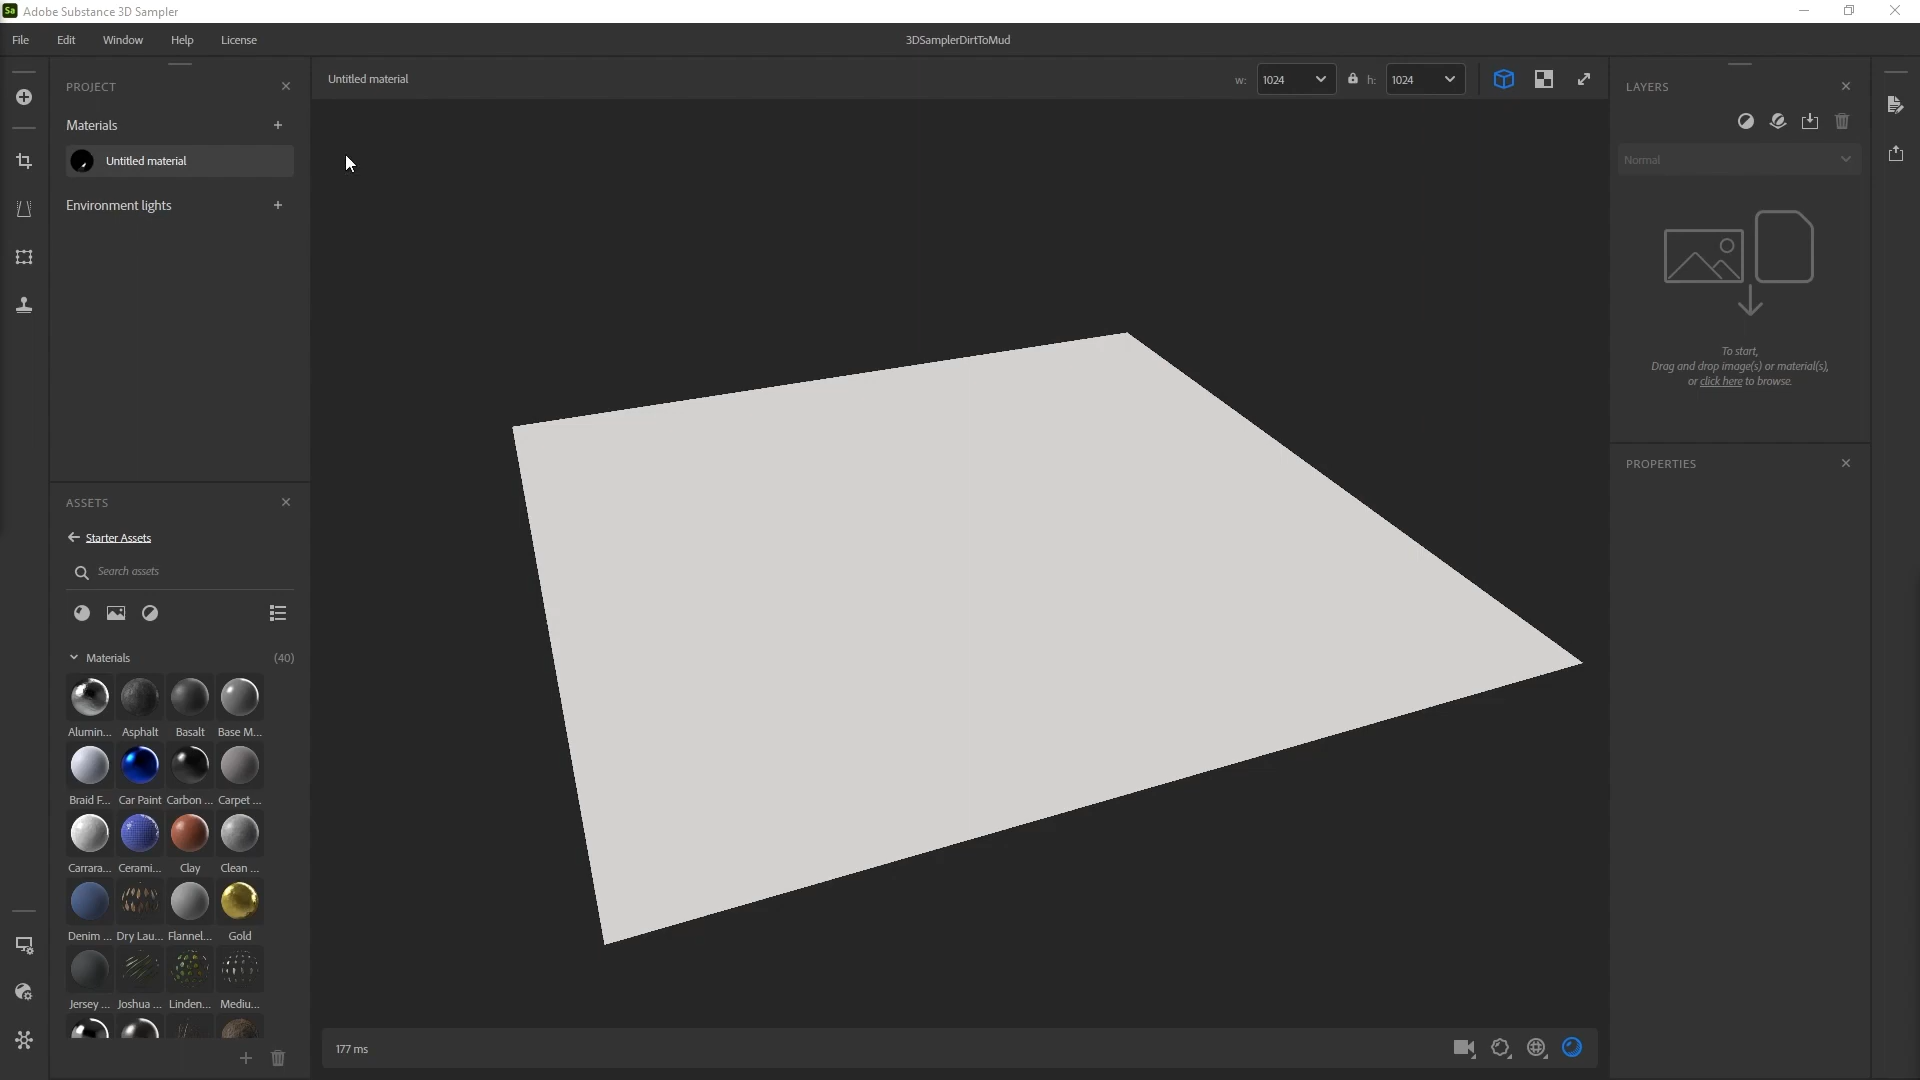 Sa Adobe Substance 3D Sampler
File Edit Window Help License 3DSamplerDirtToMud
PROJECT
Materials
Untitled material
Environment lights
ASSETS
Starter Assets
Search assets
Materials (40)
Alumin... Asphalt Basalt Base M...
Braid F... Car Paint Carbon ... Carpet ...
Carrara... Cerami... Clay Clean ...
Denim ... Dry Lau... Flannel... Gold
Jersey ... Joshua ... Linden... Mediu...
Untitled material w: 1024 h: 1024
177 ms
LAYERS
Normal
To start,
Drag and drop image(s) or material(s),
or click here to browse.
PROPERTIES